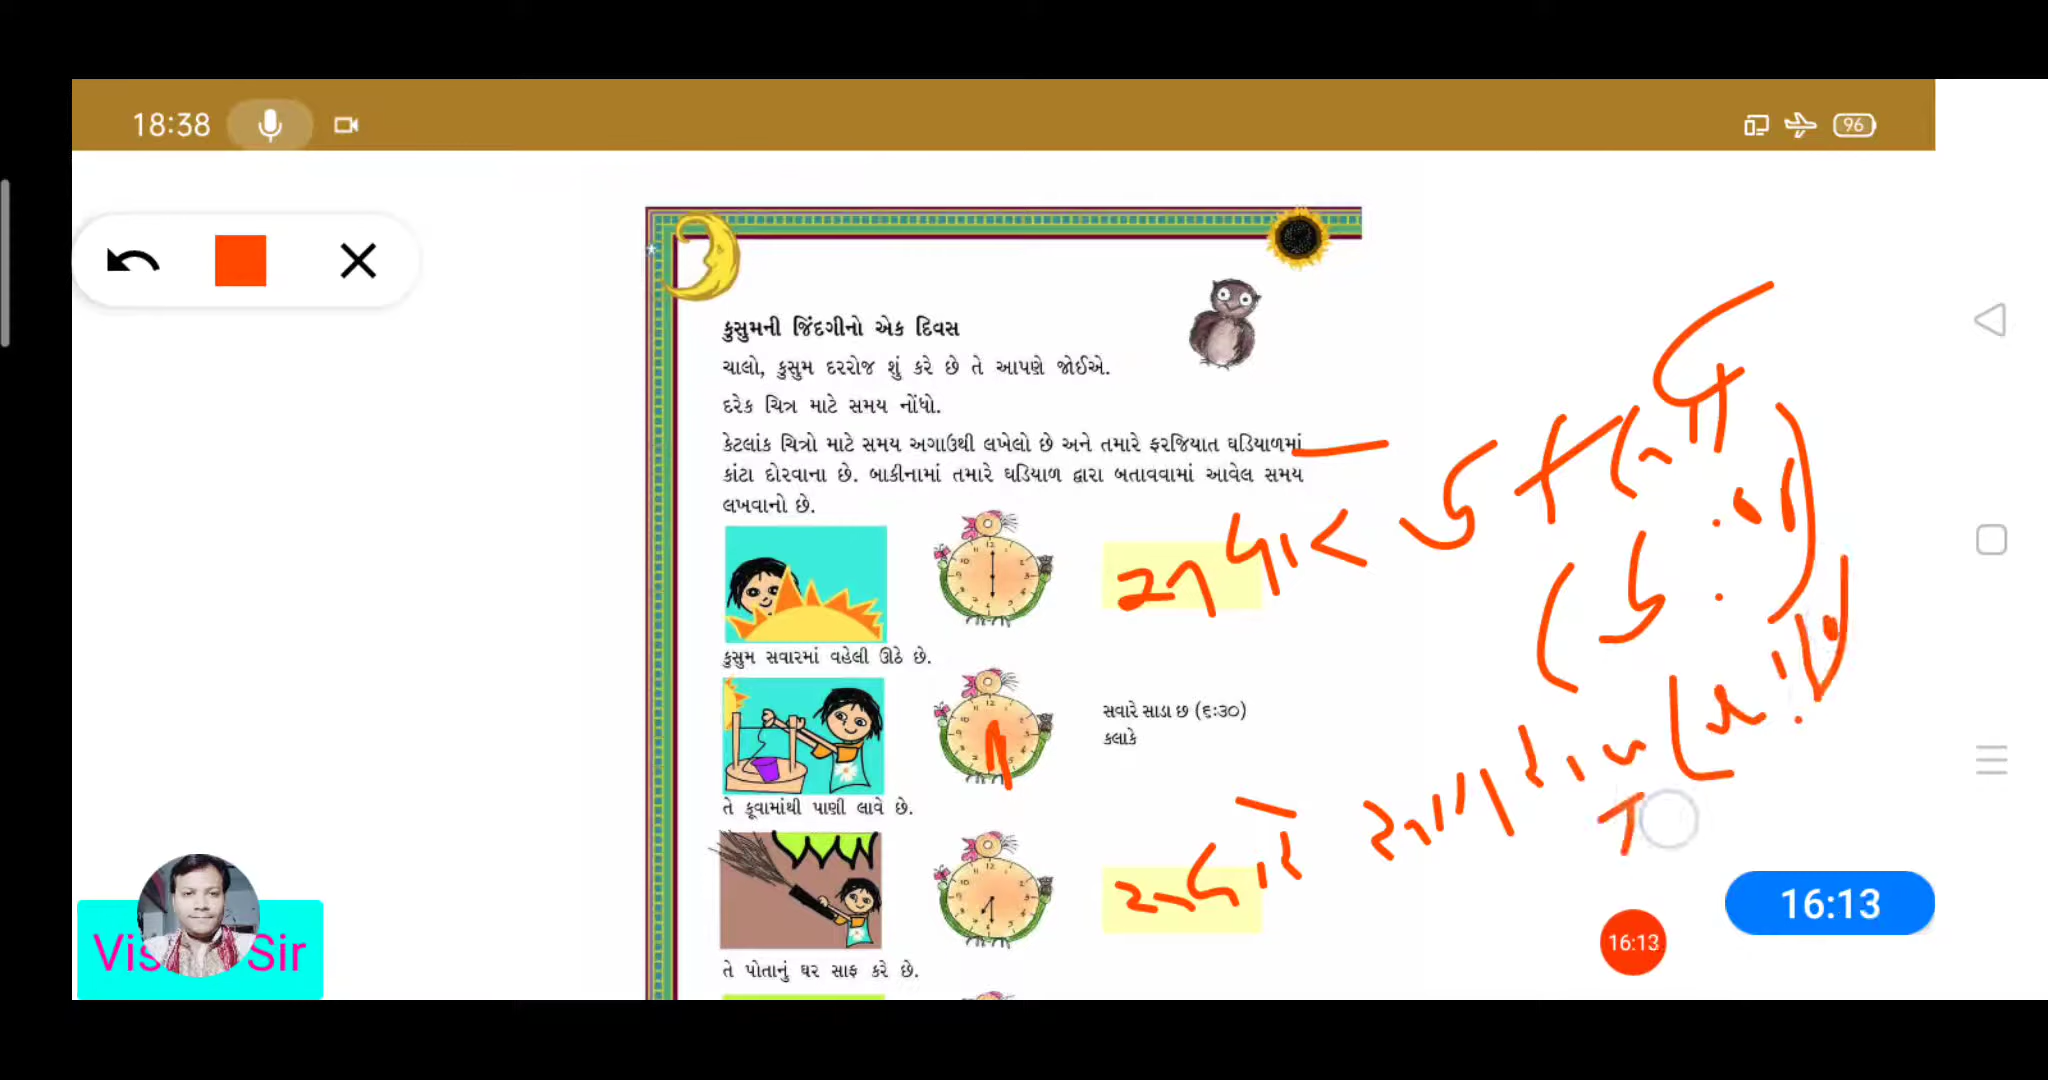 18:38
96
કુસુમની જિંદગીનો એક દિવસ
ચાલો, કુસુમ દરરોજ શું કરે છે તે આપણે જોઈએ.
દરેક ચિત્ર માટે સમય નોંધો.
કેટલાંક ચિત્રો માટે સમય અગાઉથી લખેલો છે અને તમારે ફરજિયાત ઘડિયાળમાં
કાંટા દોરવાના છે. બાકીનામાં તમારે ઘડિયાળ દ્વારા બતાવવામાં આવેલ સમય
લખવાનો છે.
કુસુમ સવારમાં વહેલી ઊઠે છે.
સવારે સાડા છ (૬:૩૦)
કલાકે
તે કૂવામાંથી પાણી લાવે છે.
સવારે
તે પોતાનું ઘર સાફ કરે છે.
Sir
16:13
16:13